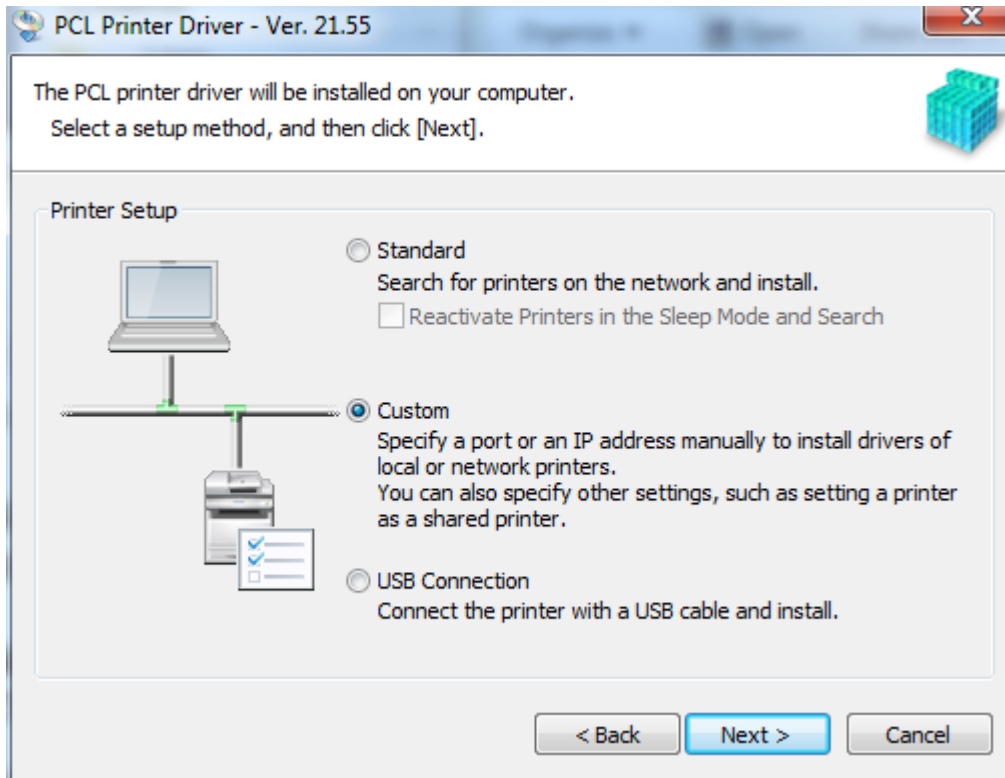 PCL Printer Driver - Ver. 21.55
The PCL printer driver will be installed on your computer.
Select a setup method, and then click [Next].
Printer Setup
Standard
Search for printers on the network and install.
Reactivate Printers in the Sleep Mode and Search
Custom
Specify a port or an IP address manually to install drivers of
local or network printers.
You can also specify other settings, such as setting a printer
as a shared printer.
USB Connection
Connect the printer with a USB cable and install.
< Back Next > Cancel